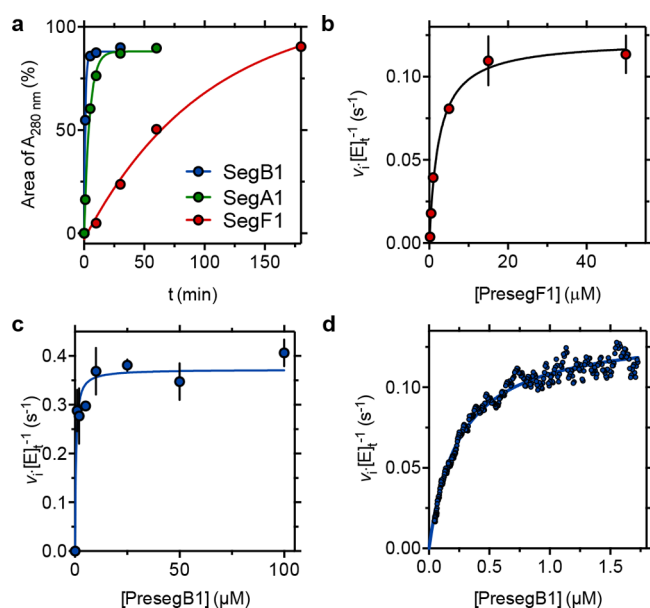 a
Area of A280 nm (%)
90
50
0
SegB1
SegA1
SegF1
0 50 100 150
t (min)
b
vi·[E]t-1 (s-1)
0.10
0.05
0.00
0 20 40
[PresegF1] (μM)
c
vi·[E]t-1 (s-1)
0.4
0.3
0.2
0.1
0.0
0 50 100
[PresegB1] (μM)
d
vi·[E]t-1 (s-1)
0.10
0.05
0.00
0.0 0.5 1.0 1.5
[PresegB1] (μM)